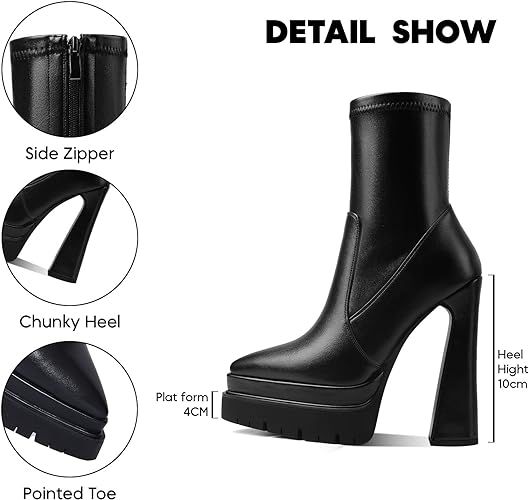 DETAIL SHOW
Side Zipper
Chunky Heel
Plat form
4CM
Heel
Hight
10cm
Pointed Toe